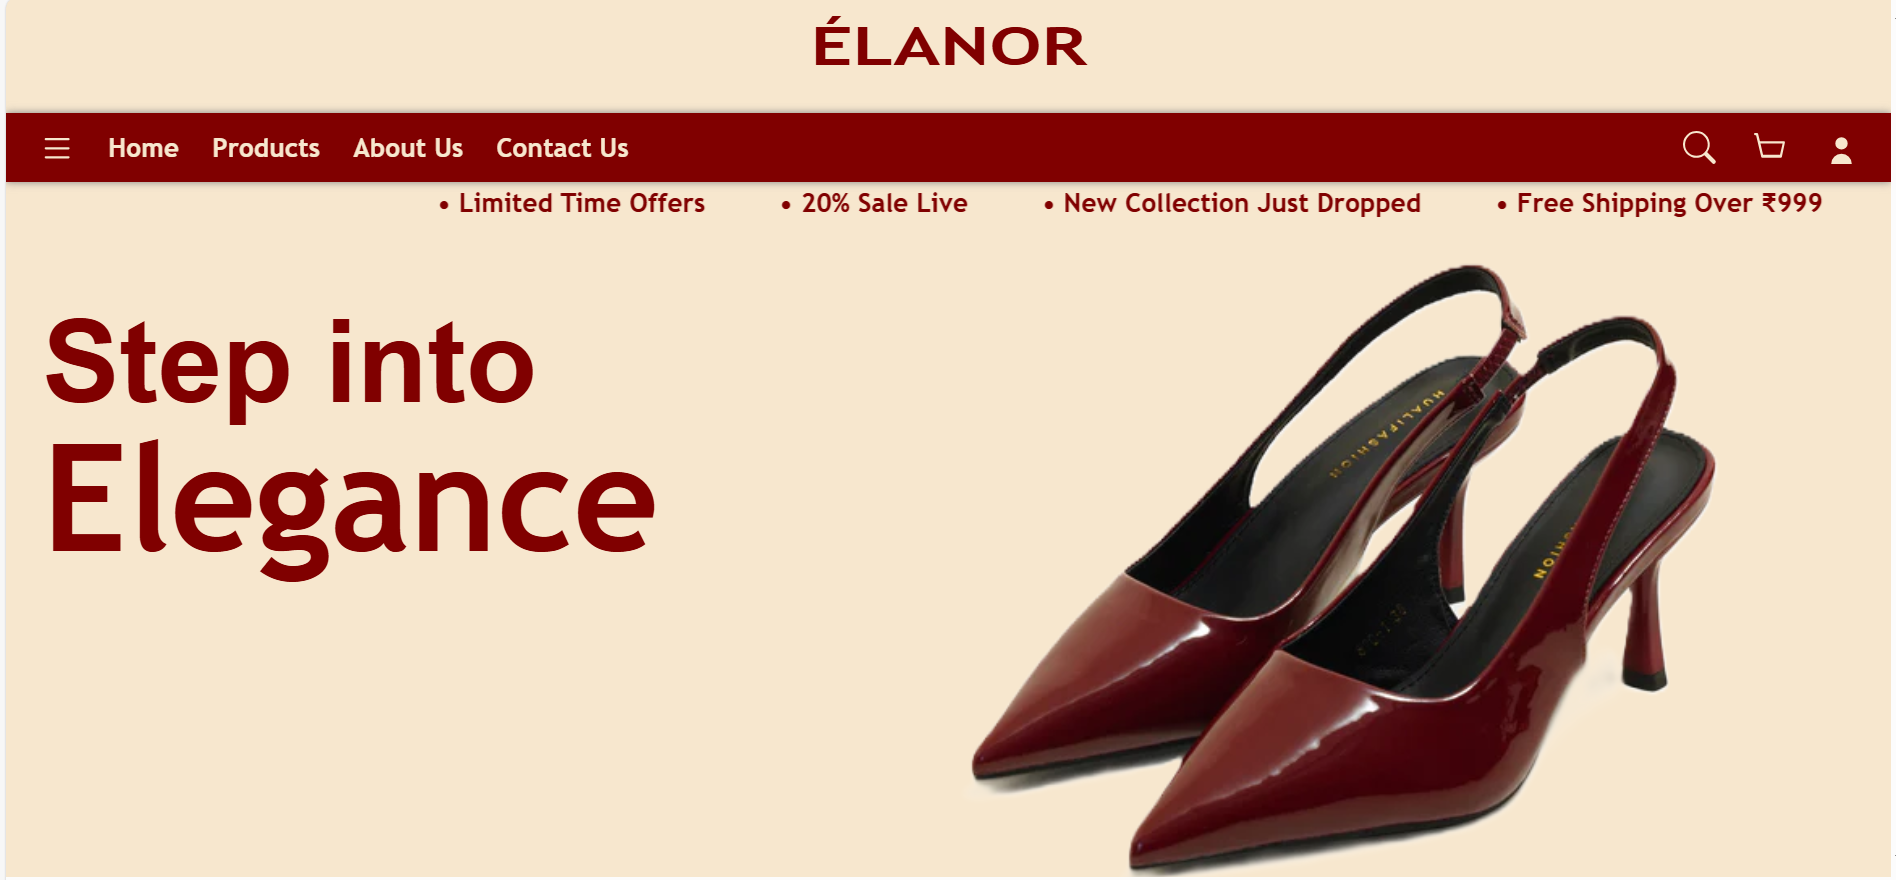 ÉLANOR
Home Products About Us Contact Us
• Limited Time Offers • 20% Sale Live • New Collection Just Dropped • Free Shipping Over ₹999
Step into
Elegance
HUALIFASHION